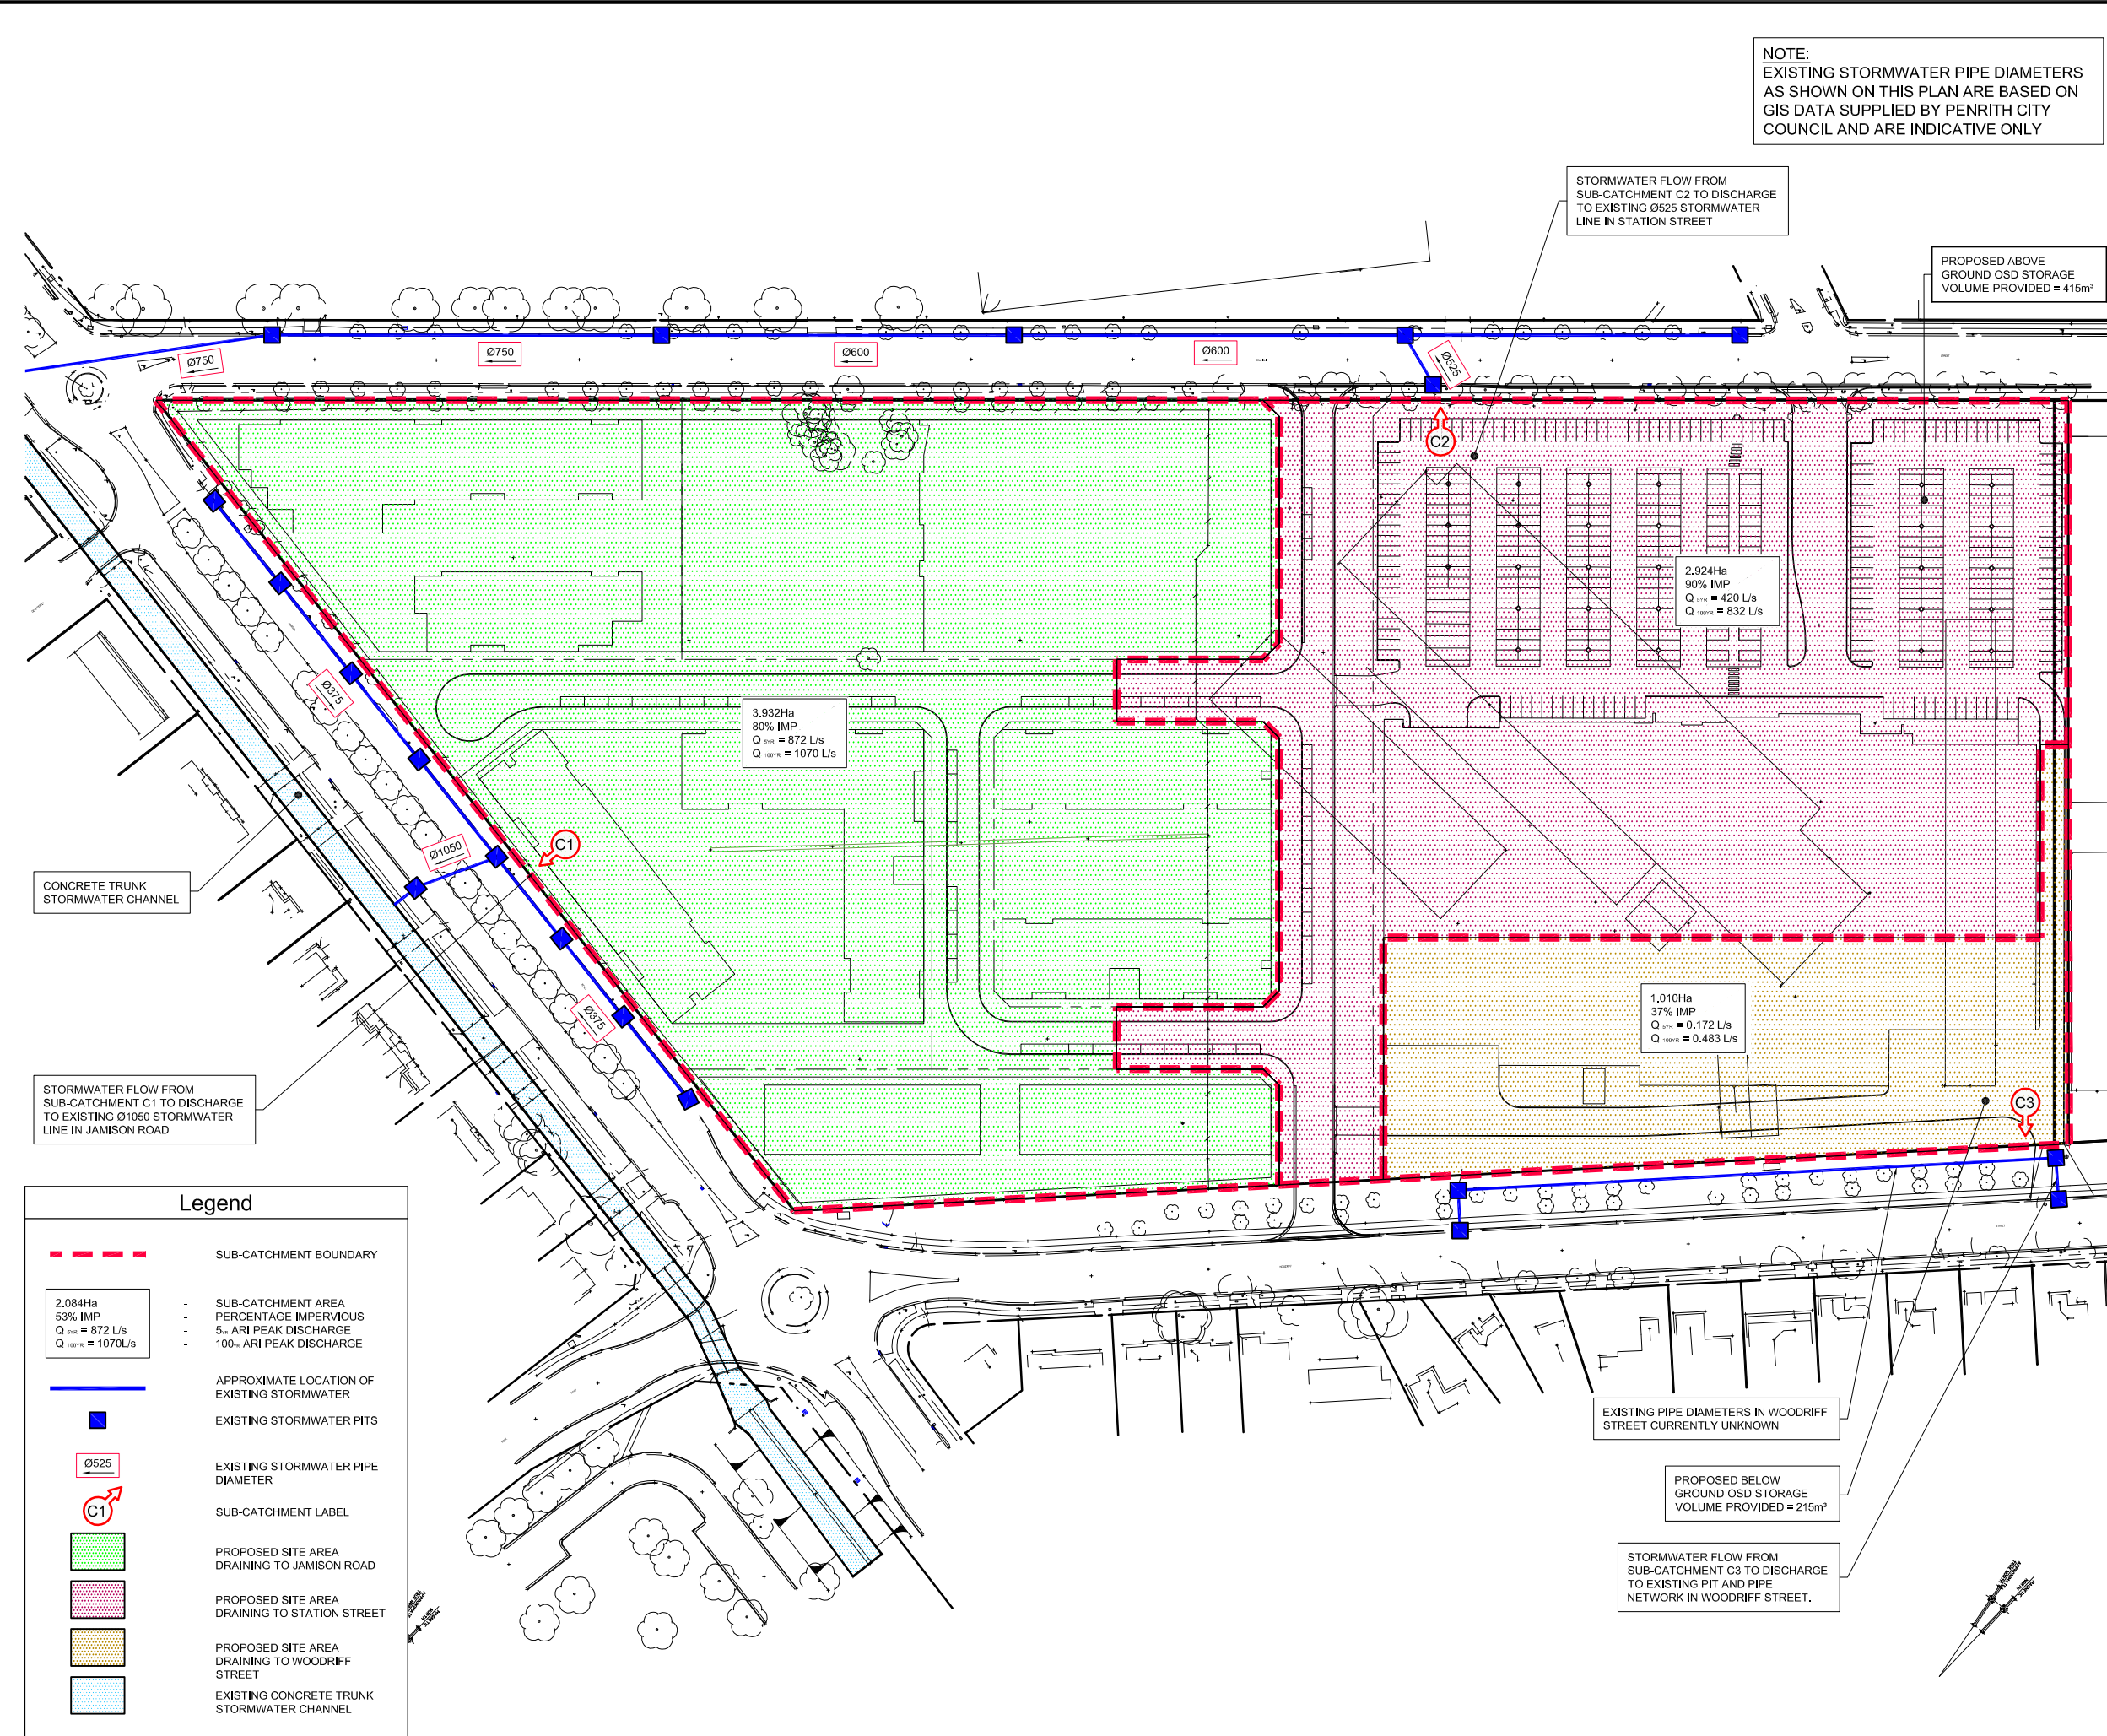 NOTE:
EXISTING STORMWATER PIPE DIAMETERS
AS SHOWN ON THIS PLAN ARE BASED ON
GIS DATA SUPPLIED BY PENRITH CITY
COUNCIL AND ARE INDICATIVE ONLY
STORMWATER FLOW FROM
SUB-CATCHMENT C2 TO DISCHARGE
TO EXISTING Ø525 STORMWATER
LINE IN STATION STREET
PROPOSED ABOVE
GROUND OSD STORAGE
VOLUME PROVIDED = 415m³
Ø750
Ø750
Ø600
Ø600
Ø525
C2
2.924Ha
90% IMP
Q 5YR = 420 L/s
Q 100YR = 832 L/s
Ø375
3,932Ha
80% IMP
Q 5YR = 872 L/s
Q 100YR = 1070 L/s
C1
Ø1050
CONCRETE TRUNK
STORMWATER CHANNEL
Ø375
1.010Ha
37% IMP
Q 5YR = 0.172 L/s
Q 100YR = 0.483 L/s
C3
STORMWATER FLOW FROM
SUB-CATCHMENT C1 TO DISCHARGE
TO EXISTING Ø1050 STORMWATER
LINE IN JAMISON ROAD
Legend
SUB-CATCHMENT BOUNDARY
2.084Ha - SUB-CATCHMENT AREA
53% IMP - PERCENTAGE IMPERVIOUS
Q 5YR = 872 L/s - 5YR ARI PEAK DISCHARGE
Q 100YR = 1070L/s - 100YR ARI PEAK DISCHARGE
APPROXIMATE LOCATION OF
EXISTING STORMWATER
EXISTING STORMWATER PITS
Ø525
EXISTING STORMWATER PIPE
DIAMETER
C1
SUB-CATCHMENT LABEL
PROPOSED SITE AREA
DRAINING TO JAMISON ROAD
PROPOSED SITE AREA
DRAINING TO STATION STREET
PROPOSED SITE AREA
DRAINING TO WOODRIFF
STREET
EXISTING CONCRETE TRUNK
STORMWATER CHANNEL
EXISTING PIPE DIAMETERS IN WOODRIFF
STREET CURRENTLY UNKNOWN
PROPOSED BELOW
GROUND OSD STORAGE
VOLUME PROVIDED = 215m³
STORMWATER FLOW FROM
SUB-CATCHMENT C3 TO DISCHARGE
TO EXISTING PIT AND PIPE
NETWORK IN WOODRIFF STREET.